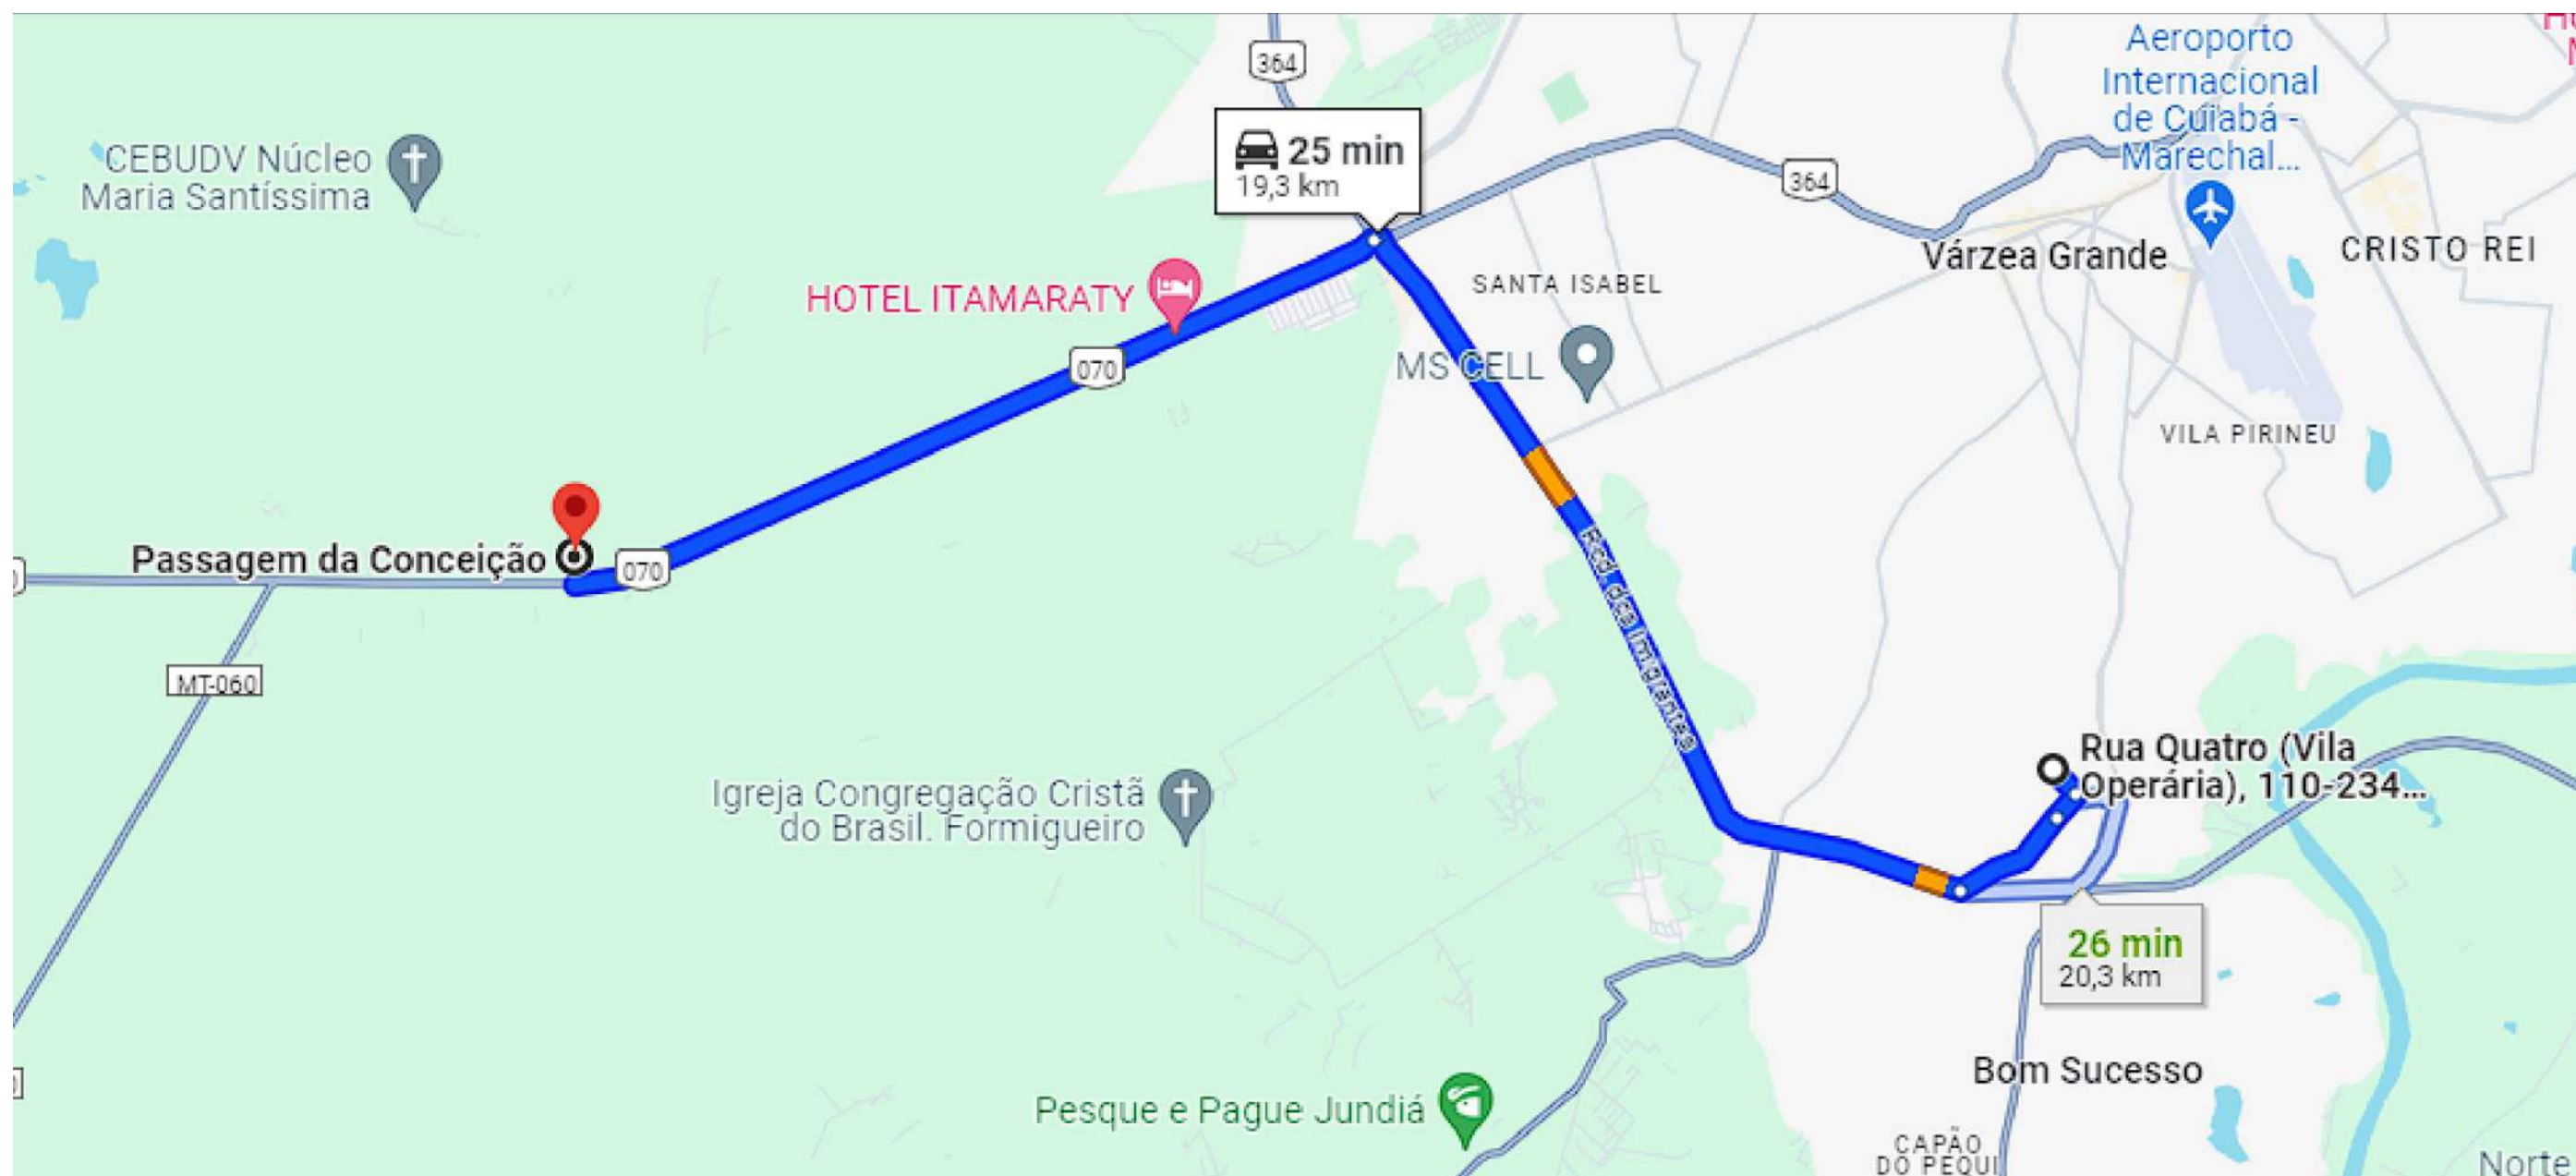 364
Aeroporto
Internacional
de Cuiabá -
Marechal...
CEBUDV Núcleo
Maria Santíssima
25 min
19,3 km
364
Várzea Grande
CRISTO REI
HOTEL ITAMARATY
SANTA ISABEL
070
MS CELL
VILA PIRINEU
Passagem da Conceição
070
Rod. dos Imigrantes
MT-060
Rua Quatro (Vila
Operária), 110-234...
Igreja Congregação Cristã
do Brasil. Formigueiro
26 min
20,3 km
Bom Sucesso
Pesque e Pague Jundiá
CAPÃO
DO PEQUI
Norte